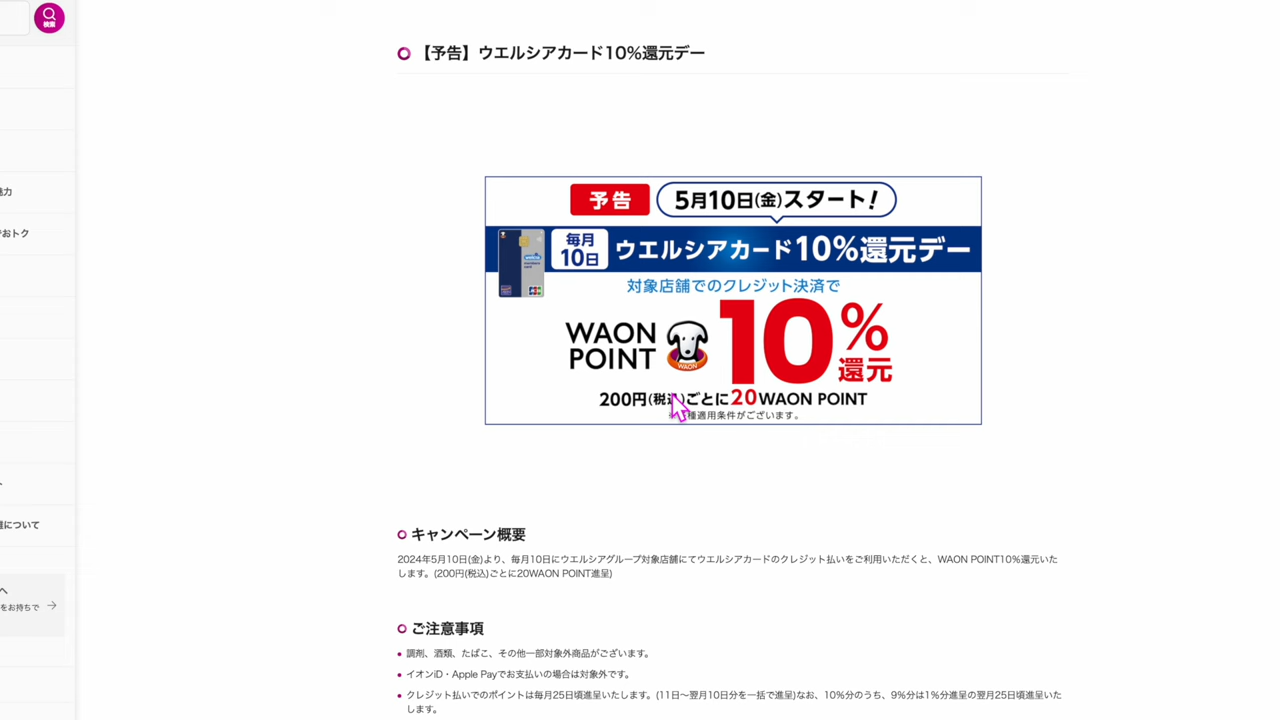 検索
【予告】ウエルシアカード10%還元デー
予告
5月10日(金)スタート!
毎月
10日
ウエルシアカード10%還元デー
対象店舗でのクレジット決済で
WAON
POINT
WAON
10%
還元
200円(税込)ごとに20WAON POINT
種適用条件がございます。
魅力
でおトク
キャンペーン概要
2024年5月10日(金)より、毎月10日にウエルシアグループ対象店舗にてウエルシアカードのクレジット払いをご利用いただくと、WAON POINT10%還元いた
します。(200円(税込)ごとに20WAON POINT進呈)
について
へ
をお持ちで
ご注意事項
調剤、酒類、たばこ、その他一部対象外商品がございます。
イオンiD・Apple Payでお支払いの場合は対象外です。
クレジット払いでのポイントは毎月25日頃進呈いたします。(11日～翌月10日分を一括で進呈)なお、10%分のうち、9%分は1%分進呈の翌月25日頃進呈いた
します。